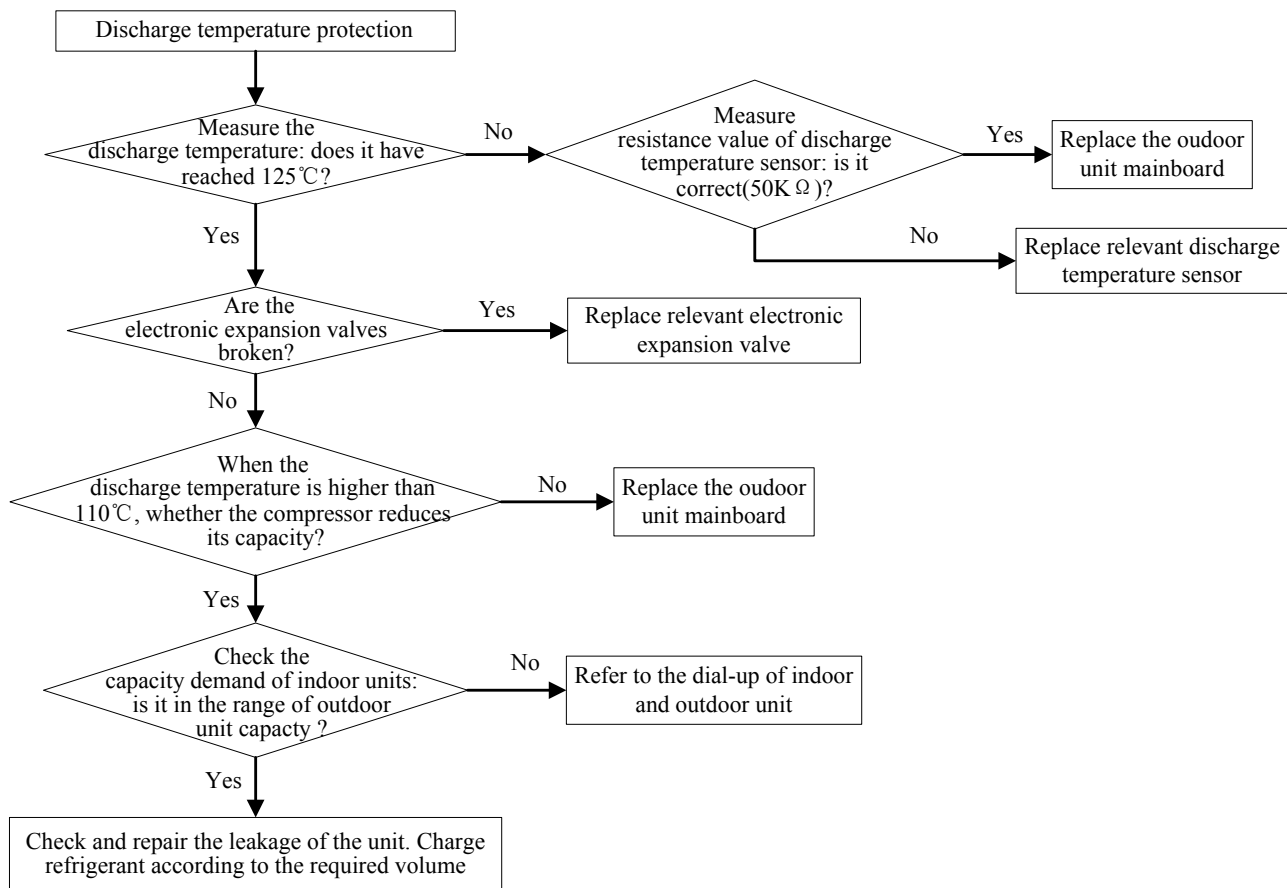 Discharge temperature protection
Measure the
discharge temperature: does it have
reached 125℃?
No
Measure
resistance value of discharge
temperature sensor: is it
correct(50KΩ)?
Yes
Replace the oudoor
unit mainboard
No
Replace relevant discharge
temperature sensor
Yes
Are the
electronic expansion valves
broken?
Yes
Replace relevant electronic
expansion valve
No
When the
discharge temperature is higher than
110℃, whether the compressor reduces
its capacity?
No
Replace the oudoor
unit mainboard
Yes
Check the
capacity demand of indoor units:
is it in the range of outdoor
unit capacty ?
No
Refer to the dial-up of indoor
and outdoor unit
Yes
Check and repair the leakage of the unit. Charge
refrigerant according to the required volume